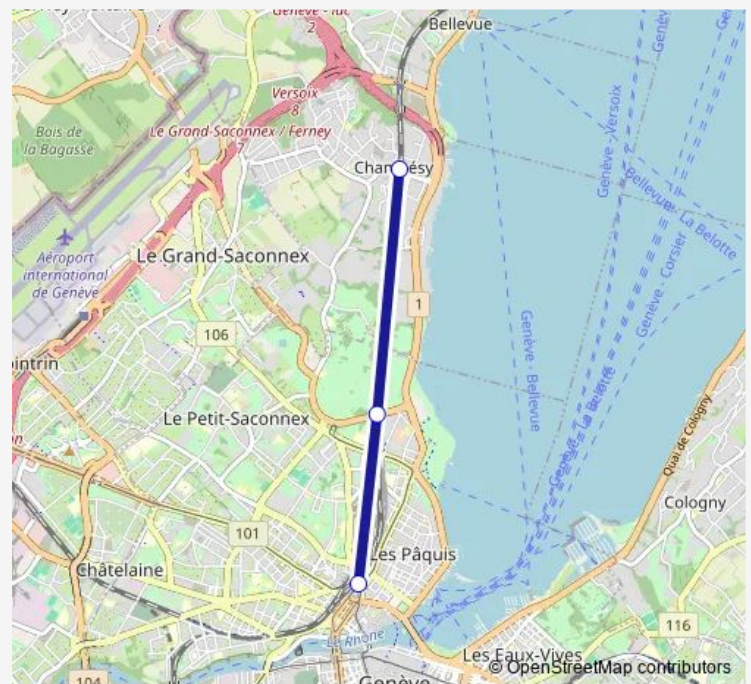 Genève - lac
2
Bellevue
Versoix
8
Bois de
la Bagasse
Le Grand-Saconnex / Ferney
7
Chambésy
Genève - Versoix
Bellevue - La Belotte
Aéroport
international
de Genève
Le Grand-Saconnex
Genève - Corsier
1
106
Genève - Bellevue
Le Petit-Saconnex
Genève - La Belotte
Quai de Cologny
Cologny
101
Les Pâquis
Châtelaine
116
Le Rhône
Les Eaux-Vives
© OpenStreetMap contributors
104
Genève